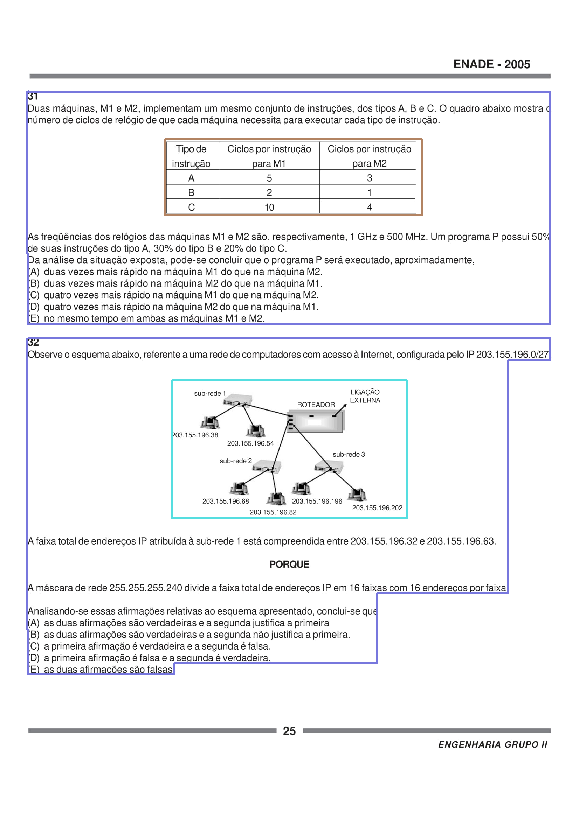 ENADE - 2005
31
Duas máquinas, M1 e M2, implementam um mesmo conjunto de instruções, dos tipos A, B e C. O quadro abaixo mostra o
número de ciclos de relógio de que cada máquina necessita para executar cada tipo de instrução.
Tipo de instrução Ciclos por instrução para M1 Ciclos por instrução para M2
A 5 3
B 2 1
C 10 4
As freqüências dos relógios das máquinas M1 e M2 são, respectivamente, 1 GHz e 500 MHz. Um programa P possui 50%
de suas instruções do tipo A, 30% do tipo B e 20% do tipo C.
Da análise da situação exposta, pode-se concluir que o programa P será executado, aproximadamente,
(A) duas vezes mais rápido na máquina M1 do que na máquina M2.
(B) duas vezes mais rápido na máquina M2 do que na máquina M1.
(C) quatro vezes mais rápido na máquina M1 do que na máquina M2.
(D) quatro vezes mais rápido na máquina M2 do que na máquina M1.
(E) no mesmo tempo em ambas as máquinas M1 e M2.
32
Observe o esquema abaixo, referente a uma rede de computadores com acesso à Internet, configurada pelo IP 203.155.196.0/27
sub-rede 1
LIGAÇÃO
EXTERNA
ROTEADOR
203.155.196.38
203.155.196.54
sub-rede 3
sub-rede 2
203.155.196.68
203.155.196.196
203.155.196.202
203.155.196.82
A faixa total de endereços IP atribuída à sub-rede 1 está compreendida entre 203.155.196.32 e 203.155.196.63.
PORQUE
A máscara de rede 255.255.255.240 divide a faixa total de endereços IP em 16 faixas com 16 endereços por faixa
Analisando-se essas afirmações relativas ao esquema apresentado, conclui-se que
(A) as duas afirmações são verdadeiras e a segunda justifica a primeira
(B) as duas afirmações são verdadeiras e a segunda não justifica a primeira.
(C) a primeira afirmação é verdadeira e a segunda é falsa.
(D) a primeira afirmação é falsa e a segunda é verdadeira.
(E) as duas afirmações são falsas
25
ENGENHARIA GRUPO II